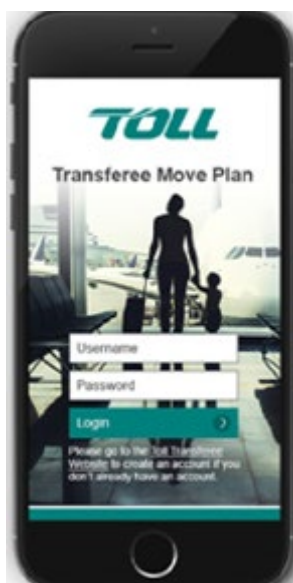 TOLL
Transferee Move Plan
Username
Password
Login
Please go to the Toll Transferee
Website to create an account if you
don't already have an account.